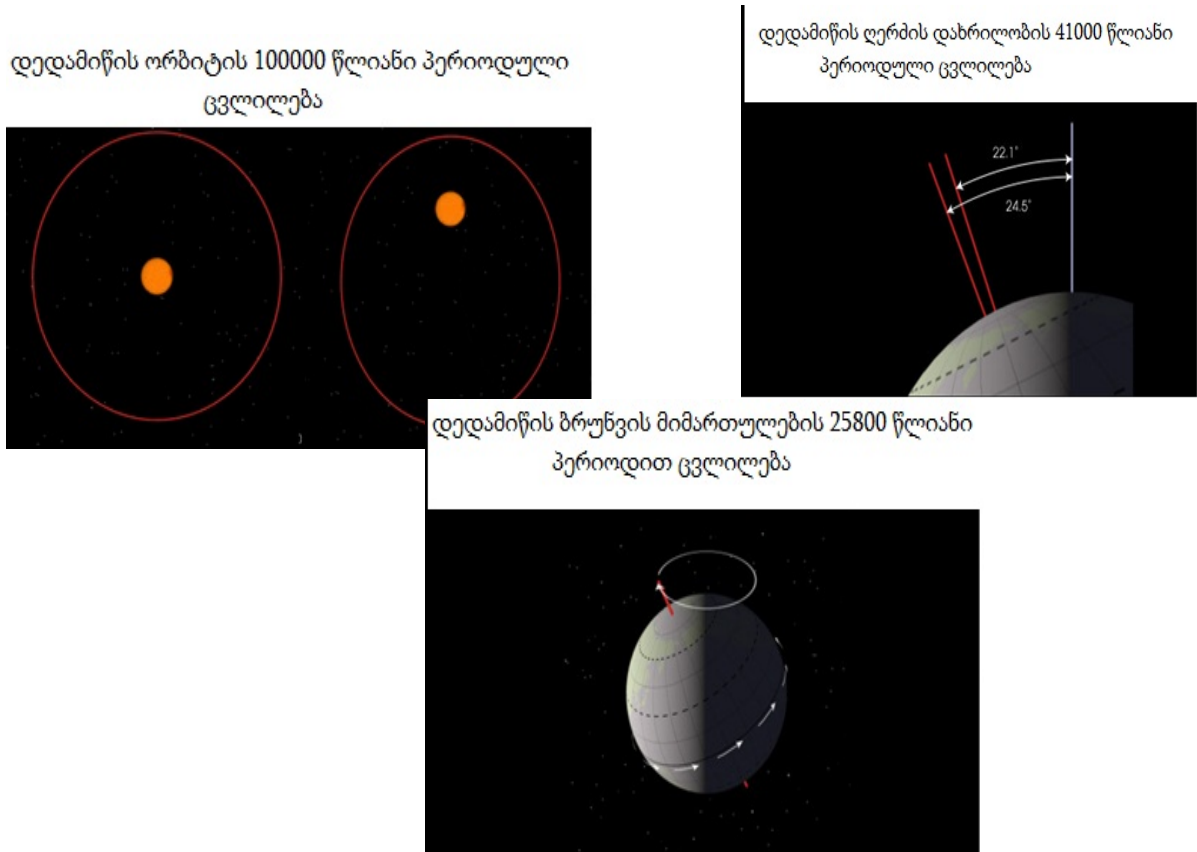 დედამიწის ორბიტის 100000 წლიანი პერიოდული
ცვლილება
დედამიწის ღერძის დახრილობის 41000 წლიანი
პერიოდული ცვლილება
22.1°
24.5°
დედამიწის ბრუნვის მიმართულების 25800 წლიანი
პერიოდით ცვლილება